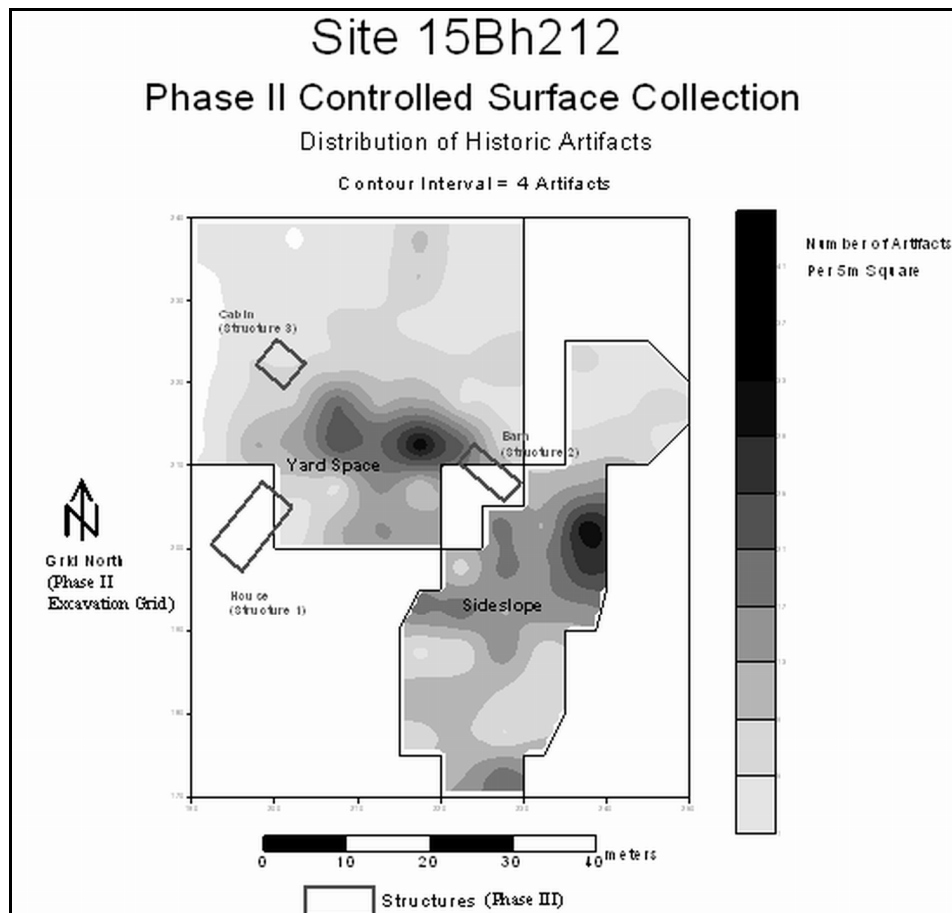 Site 15Bh212
Phase II Controlled Surface Collection
Distribution of Historic Artifacts
Contour Interval = 4 Artifacts
Number of Artifacts
Per 5m Square
Cabin
(Structure 3)
Barn
(Structure 2)
Yard Space
Grid North
(Phase II
Excavation Grid)
House
(Structure 1)
Sideslope
0 10 20 30 40 meters
Structures (Phase III)